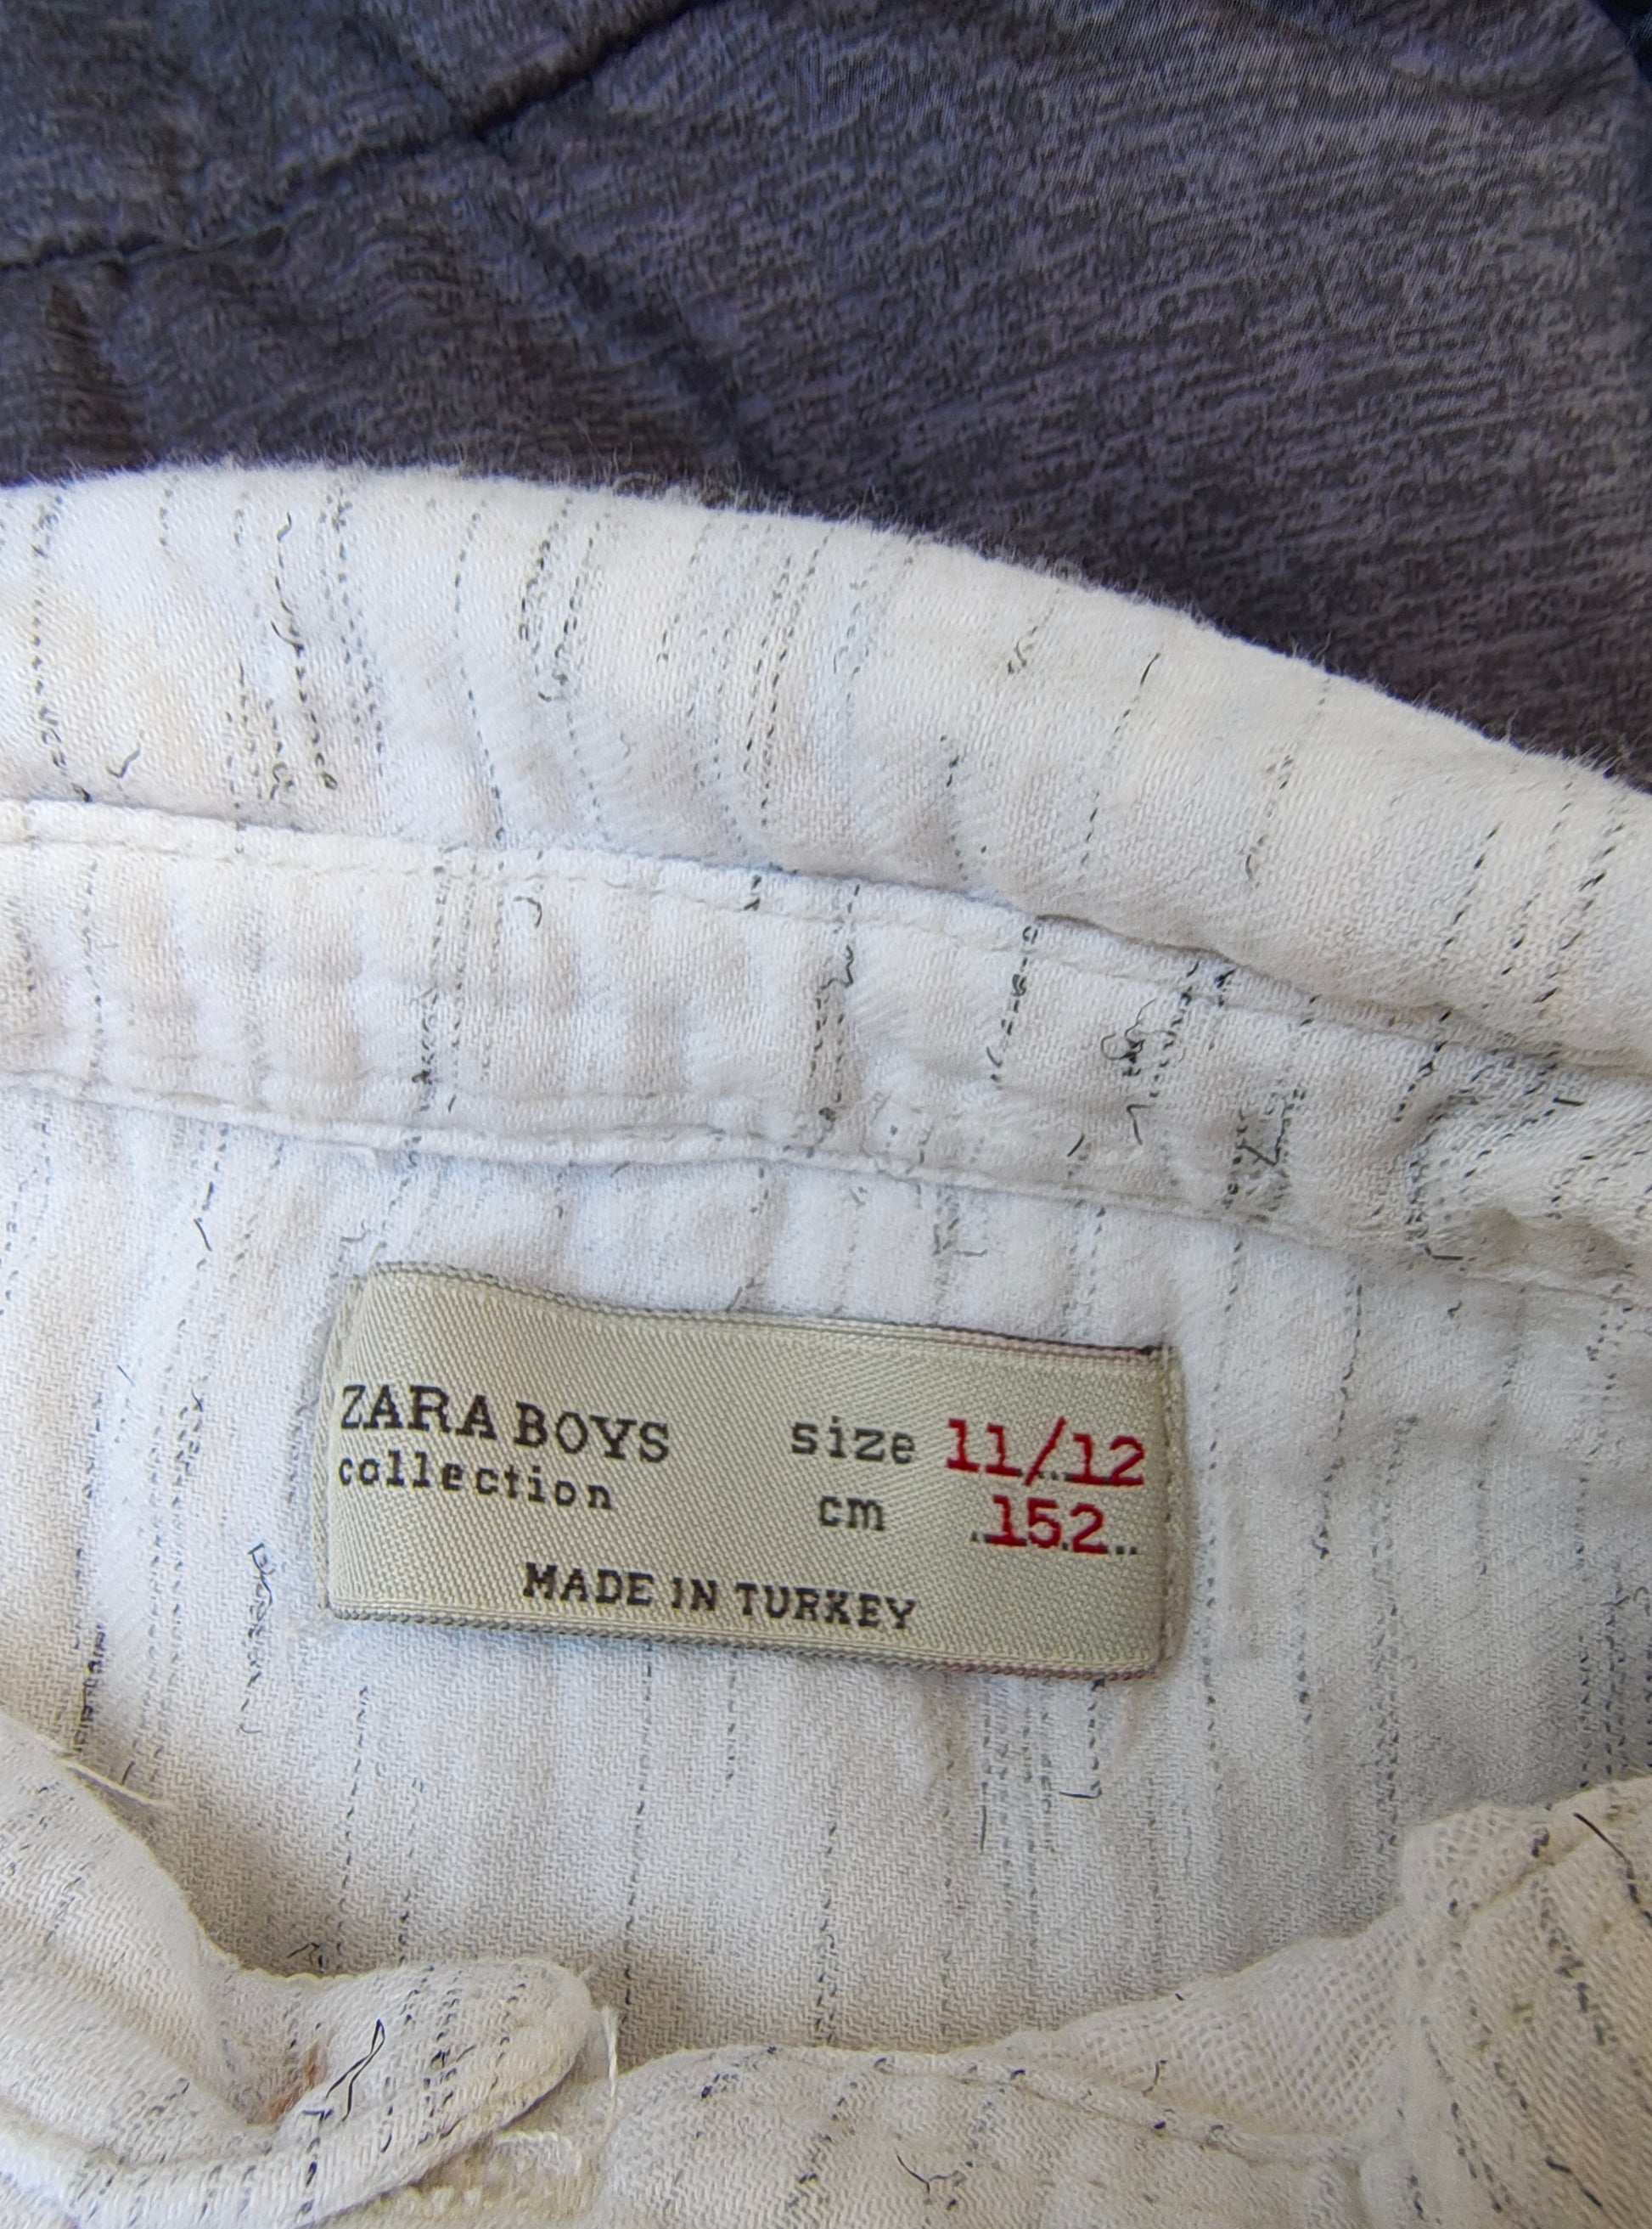 ZARA BOYS size 11/12
collection cm 152
MADE IN TURKEY